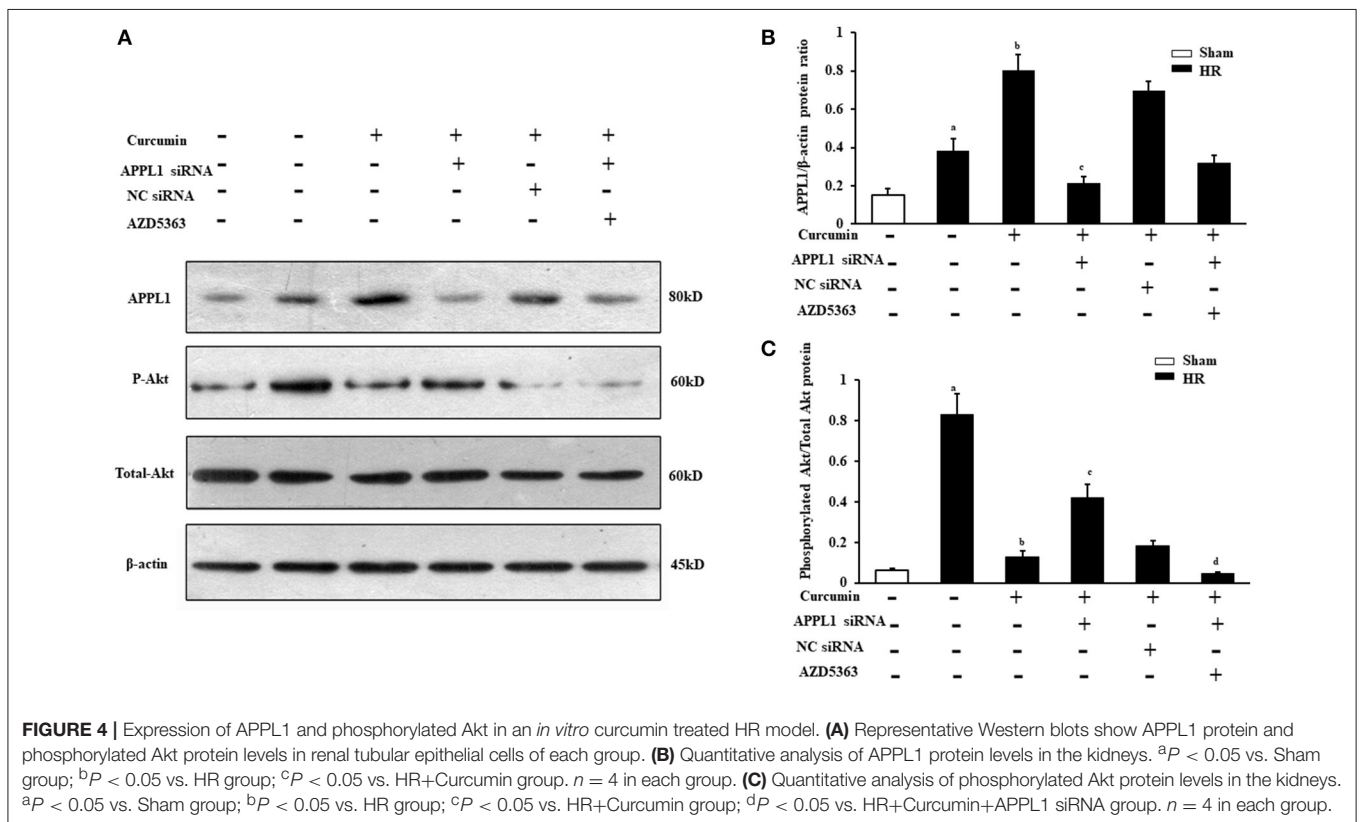 A
Curcumin - - + + + +
APPL1 siRNA - - - + - +
NC siRNA - - - - + -
AZD5363 - - - - - +
APPL1 80kD
P-Akt 60kD
Total-Akt 60kD
β-actin 45kD
B
APPL1/β-actin protein ratio
1
0.8
0.6
0.4
0.2
0
a
b
c
Sham
HR
Curcumin - - + + + +
APPL1 siRNA - - - + - +
NC siRNA - - - - + -
AZD5363 - - - - - +
C
Phosphorylated Akt/Total Akt protein
1
0.8
0.6
0.4
0.2
0
a
b
c
d
Sham
HR
Curcumin - - + + + +
APPL1 siRNA - - - + - +
NC siRNA - - - - + -
AZD5363 - - - - - +
FIGURE 4 | Expression of APPL1 and phosphorylated Akt in an in vitro curcumin treated HR model. (A) Representative Western blots show APPL1 protein and
phosphorylated Akt protein levels in renal tubular epithelial cells of each group. (B) Quantitative analysis of APPL1 protein levels in the kidneys. aP < 0.05 vs. Sham
group; bP < 0.05 vs. HR group; cP < 0.05 vs. HR+Curcumin group. n = 4 in each group. (C) Quantitative analysis of phosphorylated Akt protein levels in the kidneys.
aP < 0.05 vs. Sham group; bP < 0.05 vs. HR group; cP < 0.05 vs. HR+Curcumin group; dP < 0.05 vs. HR+Curcumin+APPL1 siRNA group. n = 4 in each group.